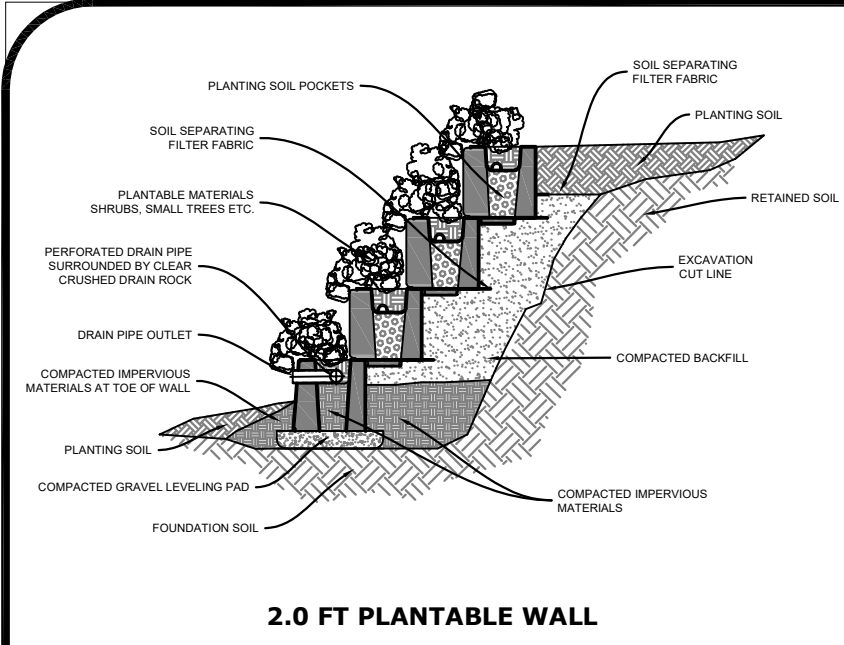 PLANTING SOIL POCKETS
SOIL SEPARATING
FILTER FABRIC
PLANTABLE MATERIALS
SHRUBS, SMALL TREES ETC.
PERFORATED DRAIN PIPE
SURROUNDED BY CLEAR
CRUSHED DRAIN ROCK
DRAIN PIPE OUTLET
COMPACTED IMPERVIOUS
MATERIALS AT TOE OF WALL
PLANTING SOIL
COMPACTED GRAVEL LEVELING PAD
FOUNDATION SOIL
SOIL SEPARATING
FILTER FABRIC
PLANTING SOIL
RETAINED SOIL
EXCAVATION
CUT LINE
COMPACTED BACKFILL
COMPACTED IMPERVIOUS
MATERIALS
2.0 FT PLANTABLE WALL